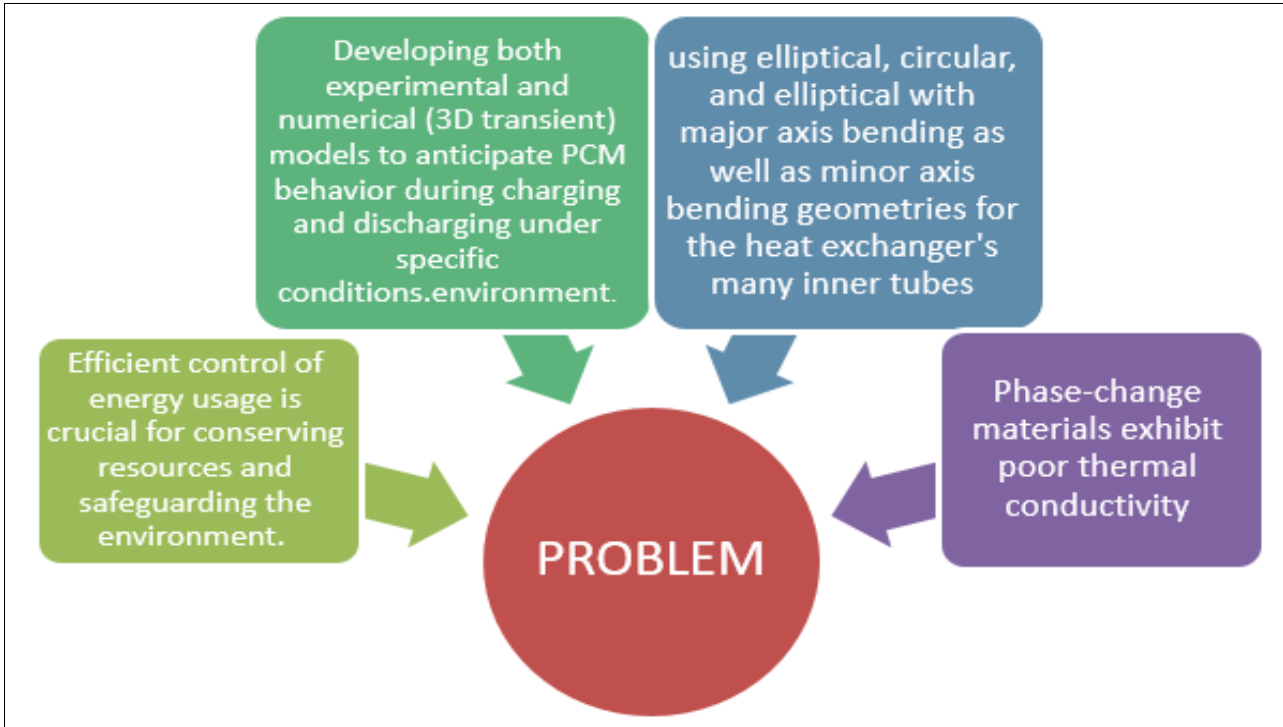 Developing both
experimental and
numerical (3D transient)
models to anticipate PCM
behavior during charging
and discharging under
specific
conditions.environment.
using elliptical, circular,
and elliptical with
major axis bending as
well as minor axis
bending geometries for
the heat exchanger's
many inner tubes
Efficient control of
energy usage is
crucial for conserving
resources and
safeguarding the
environment.
Phase-change
materials exhibit
poor thermal
conductivity
PROBLEM